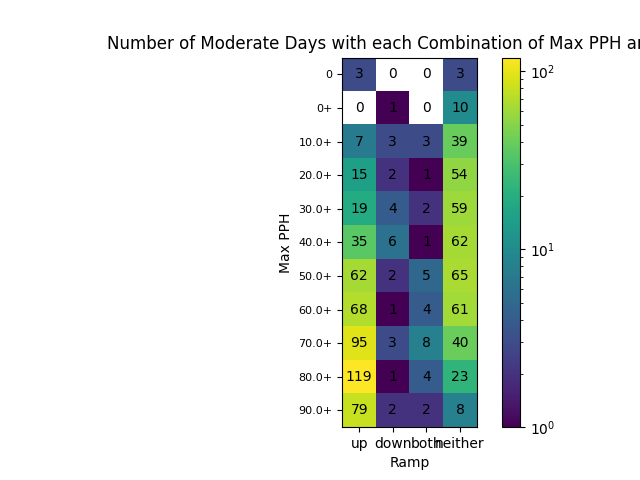 Number of Moderate Days with each Combination of Max PPH
Max PPH
0 3 0 0 3
0+ 0 1 0 10
10.0+ 7 3 3 39
20.0+ 15 2 1 54
30.0+ 19 4 2 59
40.0+ 35 6 1 62
50.0+ 62 2 5 65
60.0+ 68 1 4 61
70.0+ 95 3 8 40
80.0+ 119 1 4 23
90.0+ 79 2 2 8
up down both neither
Ramp
10²
10¹
10⁰